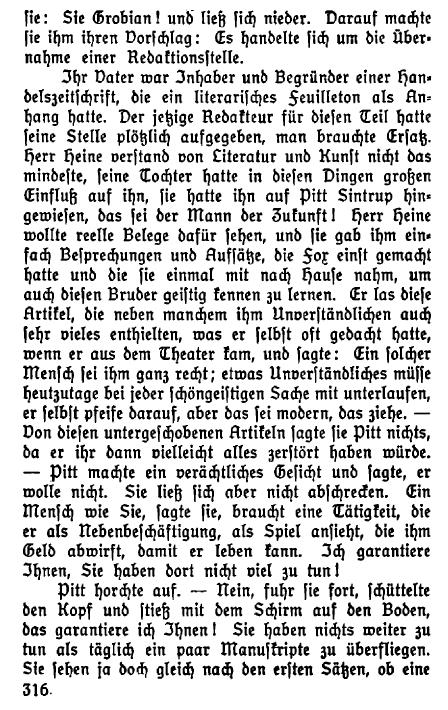 sie: Sie Grobian! und ließ sich nieder. Darauf machte
sie ihm ihren Vorschlag: Es handelte sich um die Über-
nahme einer Redaktionsstelle.
Ihr Vater war Inhaber und Begründer einer Han-
delszeitschrift, die ein literarisches Feuilleton als An-
hang hatte. Der jetzige Redakteur für diesen Teil hatte
seine Stelle plötzlich aufgegeben, man brauchte Ersatz.
Herr Heine verstand von Literatur und Kunst nicht das
mindeste, seine Tochter hatte in diesen Dingen großen
Einfluß auf ihn, sie hatte ihn auf Pitt Sintrup hin-
gewiesen, das sei der Mann der Zukunft! Herr Heine
wollte reelle Belege dafür sehen, und sie gab ihm ein-
fach Besprechungen und Aufsätze, die Fox einst gemacht
hatte und die sie einmal mit nach Hause nahm, um
auch diesen Bruder geistig kennen zu lernen. Er las diese
Artikel, die neben manchem ihm Unverständlichen auch
sehr vieles enthielten, was er selbst oft gedacht hatte,
wenn er aus dem Theater kam, und sagte: Ein solcher
Mensch sei ihm ganz recht; etwas Unverständliches müsse
heutzutage bei jeder schöngeistigen Sache mit unterlaufen,
er selbst pfeife darauf, aber das sei modern, das ziehe. —
Von diesen untergeschobenen Artikeln sagte sie Pitt nichts,
da er ihr dann vielleicht alles zerstört haben würde.
— Pitt machte ein verächtliches Gesicht und sagte, er
wolle nicht. Sie ließ sich aber nicht abschrecken. Ein
Mensch wie Sie, sagte sie, braucht eine Tätigkeit, die
er als Nebenbeschäftigung, als Spiel ansieht, die ihm
Geld abwirft, damit er leben kann. Ich garantiere
Ihnen, Sie haben dort nicht viel zu tun!
Pitt horchte auf. — Nein, fuhr sie fort, schüttelte
den Kopf und stieß mit dem Schirm auf den Boden,
das garantiere ich Ihnen! Sie haben nichts weiter zu
tun als täglich ein paar Manuskripte zu überfliegen.
Sie sehen ja doch gleich nach den ersten Sätzen, ob eine
316